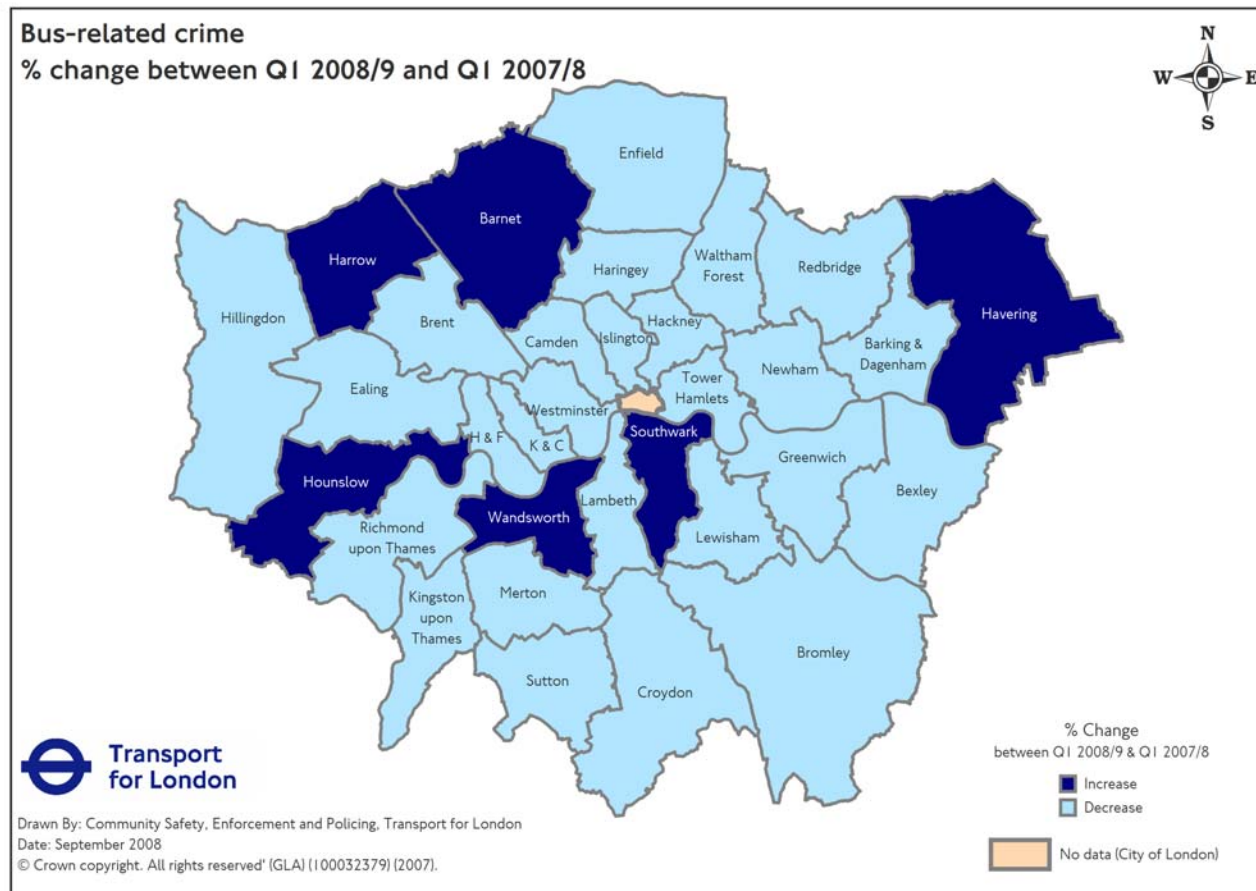 Bus-related crime
% change between Q1 2008/9 and Q1 2007/8
N
W
E
S
Enfield
Barnet
Harrow
Haringey
Waltham
Forest
Redbridge
Havering
Hillingdon
Brent
Camden
Islington
Hackney
Barking &
Dagenham
Ealing
Newham
Tower
Hamlets
Westminster
H & F
K & C
Southwark
Greenwich
Hounslow
Bexley
Wandsworth
Lambeth
Richmond
upon Thames
Lewisham
Kingston
upon
Thames
Merton
Bromley
Sutton
Croydon
% Change
between Q1 2008/9 & Q1 2007/8
Increase
Decrease
No data (City of London)
Transport
for London
Drawn By: Community Safety, Enforcement and Policing, Transport for London
Date: September 2008
© Crown copyright. All rights reserved' (GLA) (100032379) (2007).